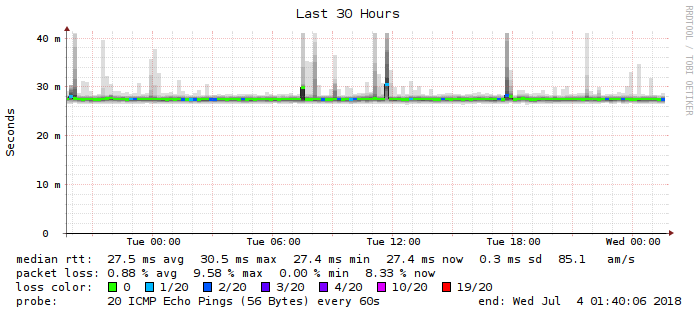 Last 30 Hours
RRDTOOL / TOBI OETIKER
Seconds
40 m
30 m
20 m
10 m
0
Tue 00:00 Tue 06:00 Tue 12:00 Tue 18:00 Wed 00:00
median rtt: 27.5 ms avg 30.5 ms max 27.4 ms min 27.4 ms now 0.3 ms sd 85.1 am/s
packet loss: 0.88 % avg 9.58 % max 0.00 % min 8.33 % now
loss color: 0 1/20 2/20 3/20 4/20 10/20 19/20
probe: 20 ICMP Echo Pings (56 Bytes) every 60s end: Wed Jul 4 01:40:06 2018